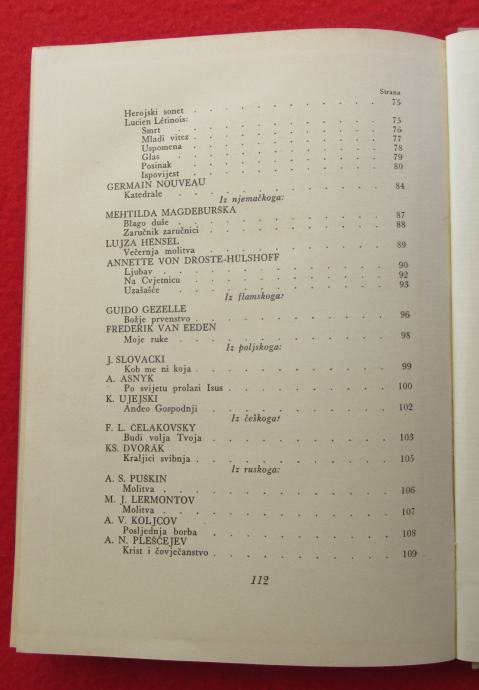 Strana
Herojski sonet . . . . . . . . . . 75
Lucien Létinois: . . . . . . . . . . 75
Smrt . . . . . . . . . . 76
Mladi vitez . . . . . . . . . . 77
Uspomena . . . . . . . . . . 78
Glas . . . . . . . . . . 79
Posinak . . . . . . . . . . 80
Ispovijest . . . . . . . . . .
GERMAIN NOUVEAU
Katedrale . . . . . . . . . . 84
Iz njemačkoga:
MEHTILDA MAGDEBURŠKA
Blago duše . . . . . . . . . . 87
Zaručnik zaručnici . . . . . . . . . . 88
LUJZA HENSEL
Večernja molitva . . . . . . . . . . 89
ANNETTE VON DROSTE-HULSHOFF
Ljubav . . . . . . . . . . 90
Na Cvjetnicu . . . . . . . . . . 92
Uzašašće . . . . . . . . . . 93
Iz flamskoga:
GUIDO GEZELLE
Božje prvenstvo . . . . . . . . . . 96
FREDERIK VAN EEDEN
Moje ruke . . . . . . . . . . 98
Iz poljskoga:
J. SLOVACKI
Kob me ni koja . . . . . . . . . . 99
A. ASNYK
Po svijetu prolazi Isus . . . . . . . . . . 100
K. UJEJSKI
Anđeo Gospodnji . . . . . . . . . . 102
Iz češkoga:
F. L. ČELAKOVSKY
Budi volja Tvoja . . . . . . . . . . 103
KS. DVORÁK
Kraljici svibnja . . . . . . . . . . 105
Iz ruskoga:
A. S. PUŠKIN
Molitva . . . . . . . . . . 106
M. J. LERMONTOV
Molitva . . . . . . . . . . 107
A. V. KOLJCOV
Posljednja borba . . . . . . . . . . 108
A. N. PLEŠČEJEV
Krist i čovječanstvo . . . . . . . . . . 109
112